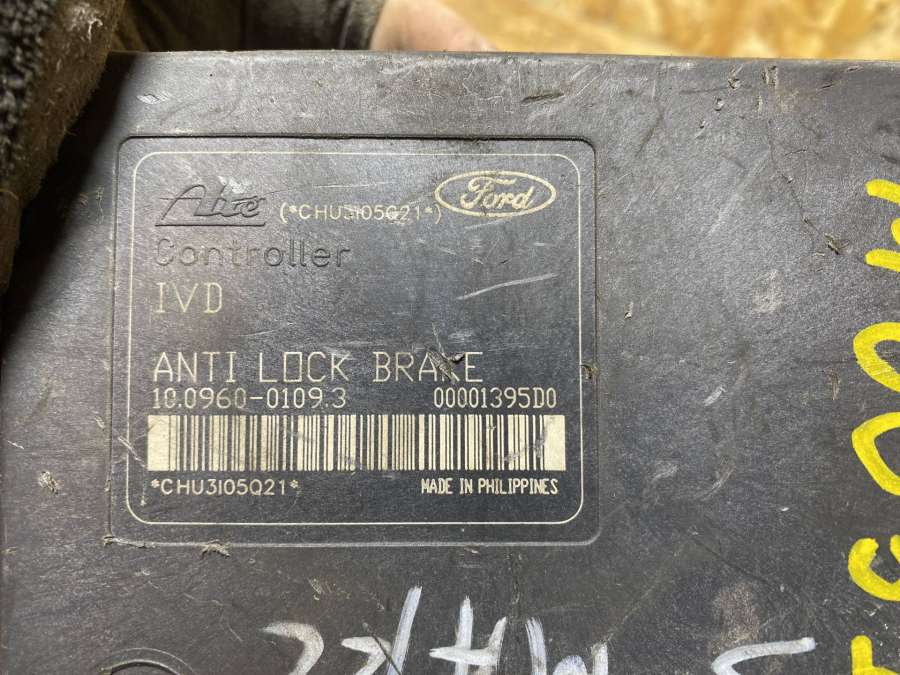 Ate (*CHU3I05Q21*) Ford
Controller
IVD
ANTI LOCK BRAKE
10.0960-0109.3 00001395D0
*CHU3I05Q21*
MADE IN PHILIPPINES